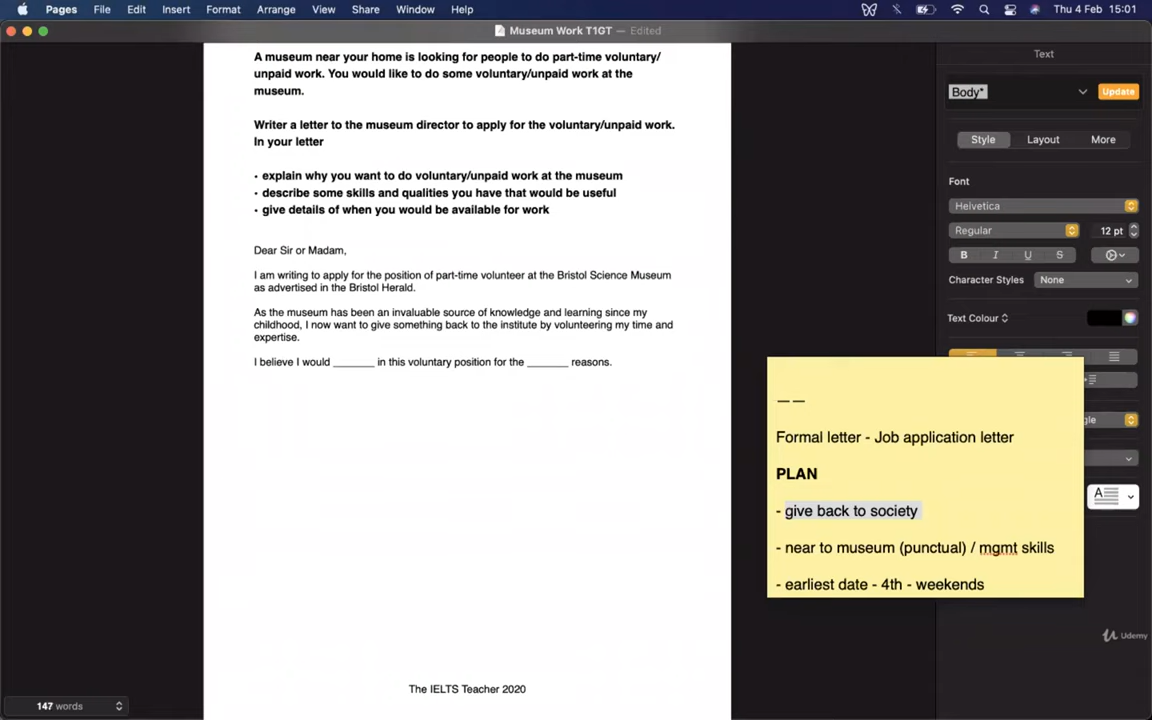 Pages File Edit Insert Format Arrange View Share Window Help Thu 4 Feb 15:01
Museum Work T1GT — Edited
A museum near your home is looking for people to do part-time voluntary/
unpaid work. You would like to do some voluntary/unpaid work at the
museum.
Writer a letter to the museum director to apply for the voluntary/unpaid work.
In your letter
· explain why you want to do voluntary/unpaid work at the museum
· describe some skills and qualities you have that would be useful
· give details of when you would be available for work
Dear Sir or Madam,
I am writing to apply for the position of part-time volunteer at the Bristol Science Museum
as advertised in the Bristol Herald.
As the museum has been an invaluable source of knowledge and learning since my
childhood, I now want to give something back to the institute by volunteering my time and
expertise.
I believe I would _______ in this voluntary position for the _______ reasons.
The IELTS Teacher 2020
147 words
Text
Body*
Update
Style Layout More
Font
Helvetica
Regular 12 pt
B I U S
Character Styles None
Text Colour
gle
A
— —
Formal letter - Job application letter
PLAN
- give back to society
- near to museum (punctual) / mgmt skills
- earliest date - 4th - weekends
Udemy